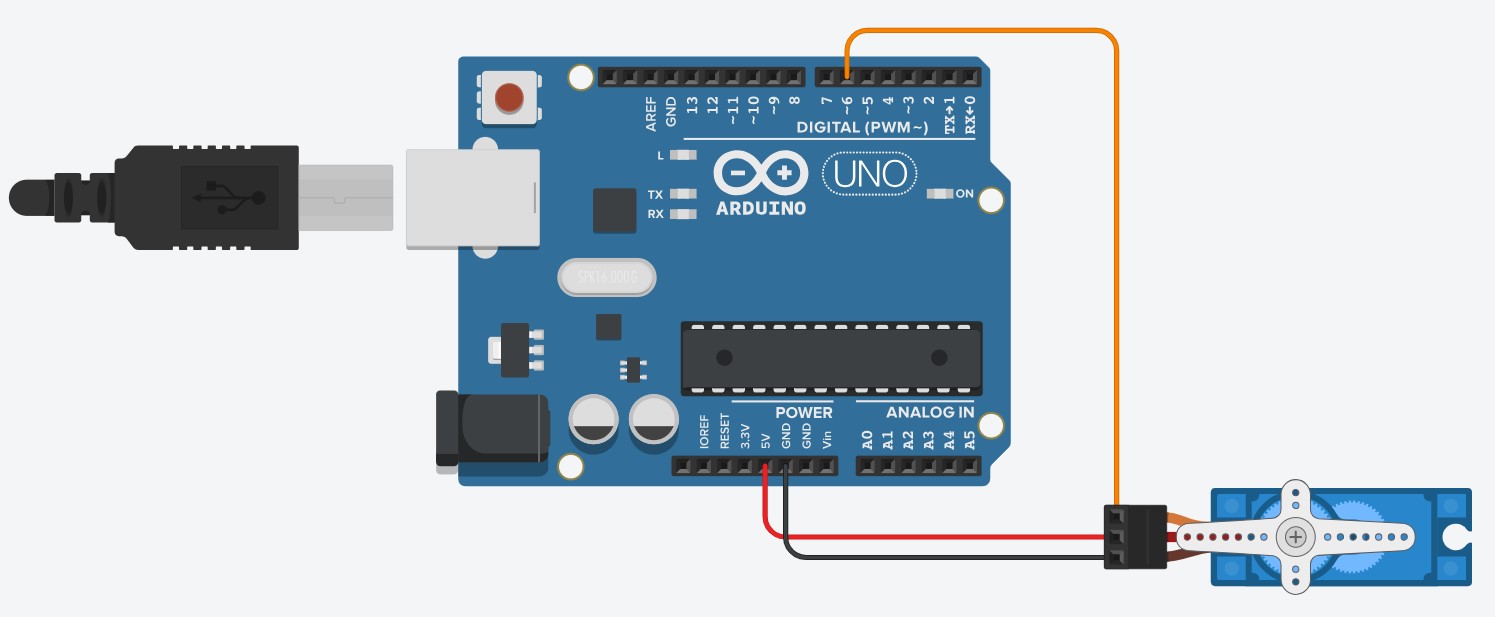 AREF
GND
13
12
~11
~10
~9
8
7
~6
~5
4
~3
2
TX→1
RX←0
DIGITAL (PWM~)
L
TX
RX
UNO
ON
ARDUINO
SPK16.000G
POWER
ANALOG IN
IOREF
RESET
3.3V
5V
GND
GND
Vin
A0
A1
A2
A3
A4
A5